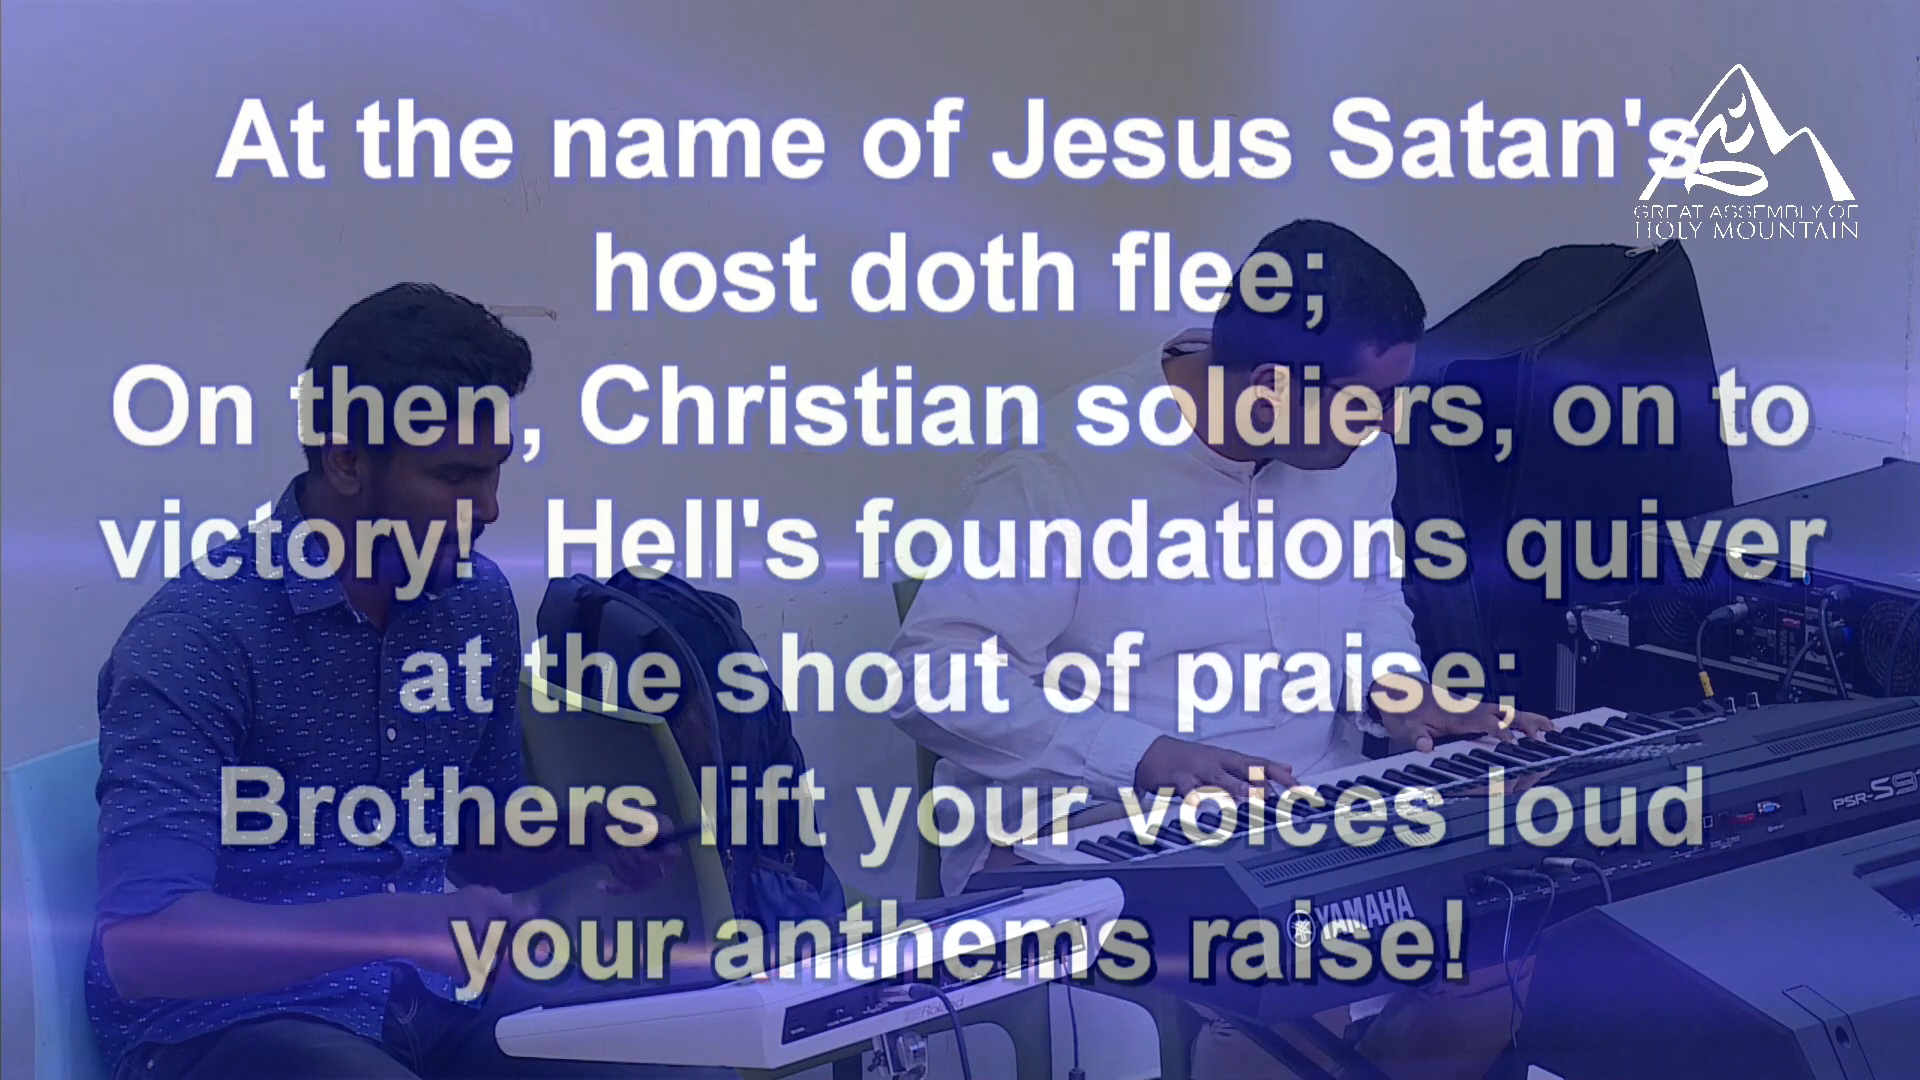 At the name of Jesus Satan's
host doth flee;
On then, Christian soldiers, on to
victory!  Hell's foundations quiver
at the shout of praise;
Brothers lift your voices loud
your anthems raise!
GREAT ASSEMBLY OF
HOLY MOUNTAIN
PSR-S9
YAMAHA
Roland